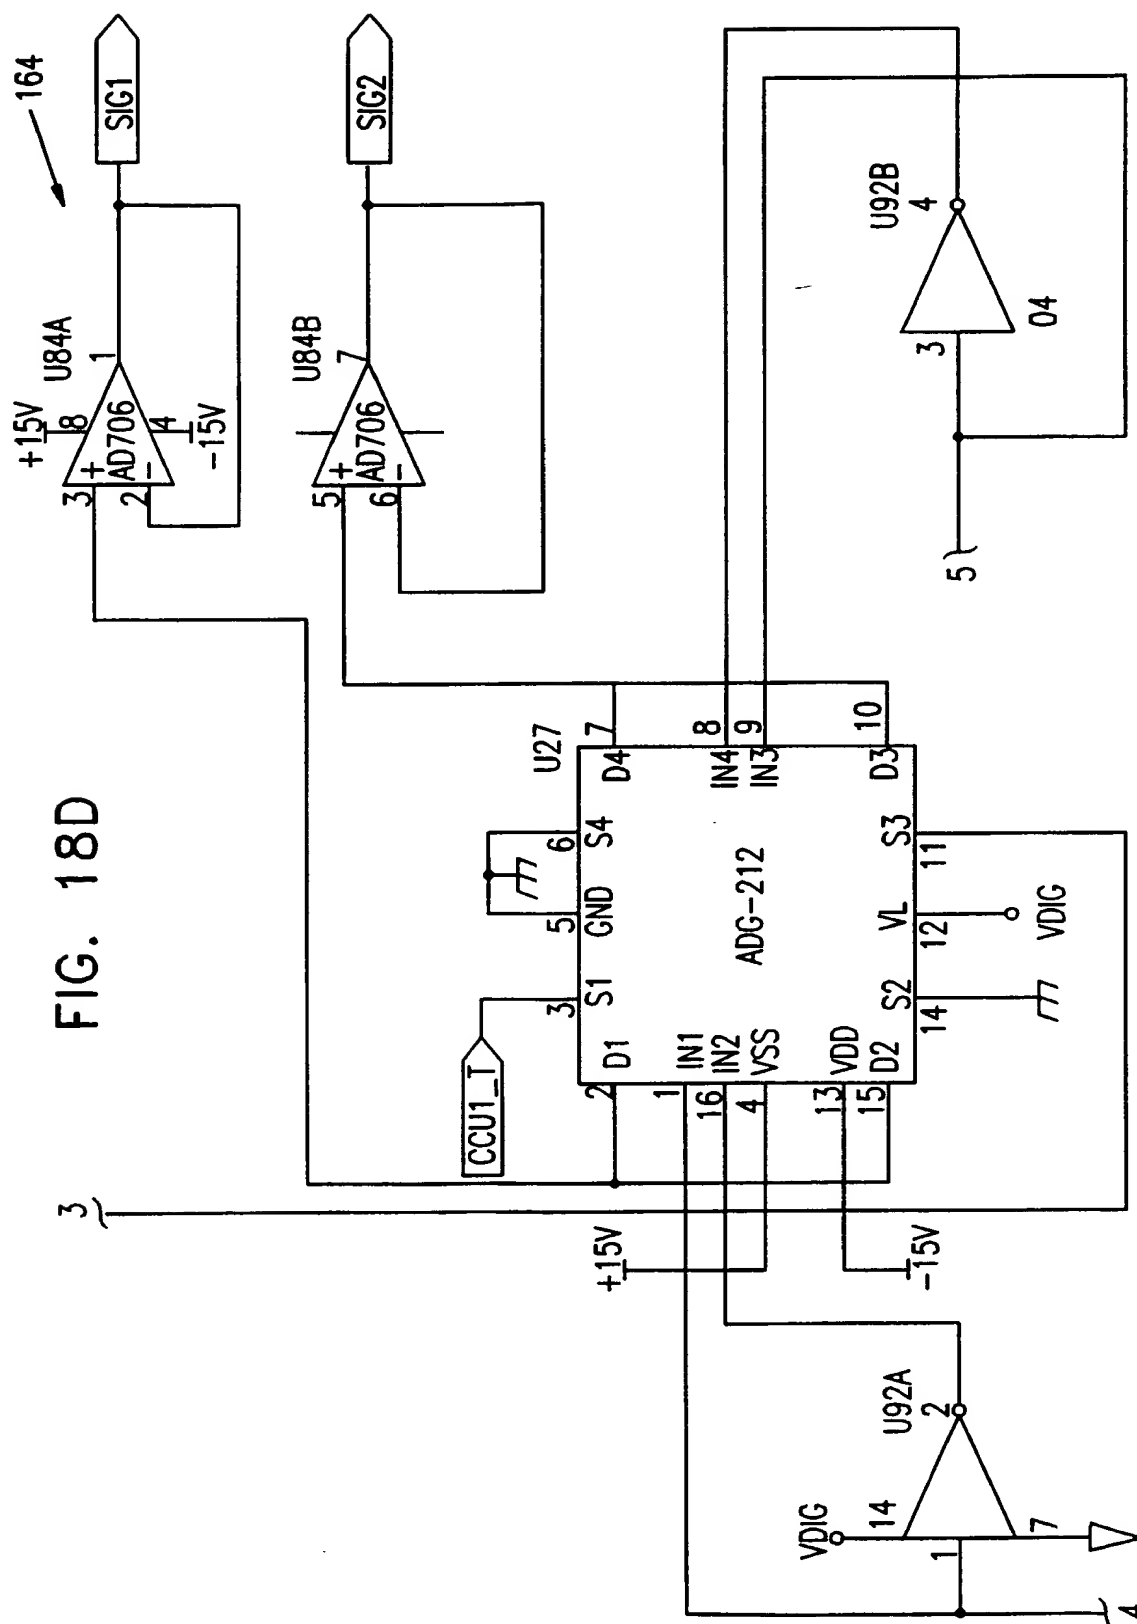 FIG. 18D
164
SIG1
SIG2
U84A
+15V
8
3
+
AD706
1
2
-
4
-15V
U84B
5
+
AD706
7
6
-
3
CCU1_T
U27
3
5
6
S1
GND
S4
2
D1
D4
7
1
IN1
16
IN2
4
VSS
ADG-212
IN4
8
IN3
9
13
VDD
15
D2
D3
10
S2
VL
S3
14
12
11
VDIG
+15V
-15V
U92A
VDIG
14
2
1
7
4
U92B
4
3
04
5